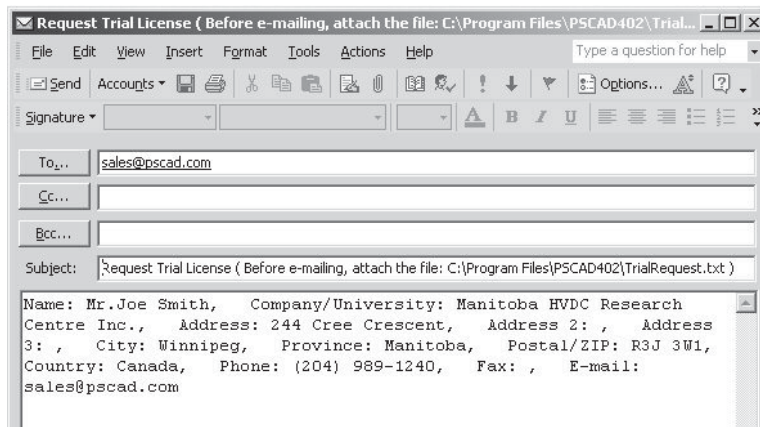 Request Trial License ( Before e-mailing, attach the file: C:\Program Files\PSCAD402\Trial...
File Edit View Insert Format Tools Actions Help Type a question for help
Send Accounts Options...
Signature A B I U
To... sales@pscad.com
Cc...
Bcc...
Subject: Request Trial License ( Before e-mailing, attach the file: C:\Program Files\PSCAD402\TrialRequest.txt )
Name: Mr.Joe Smith, Company/University: Manitoba HVDC Research
Centre Inc., Address: 244 Cree Crescent, Address 2: , Address
3: , City: Winnipeg, Province: Manitoba, Postal/ZIP: R3J 3W1,
Country: Canada, Phone: (204) 989-1240, Fax: , E-mail:
sales@pscad.com